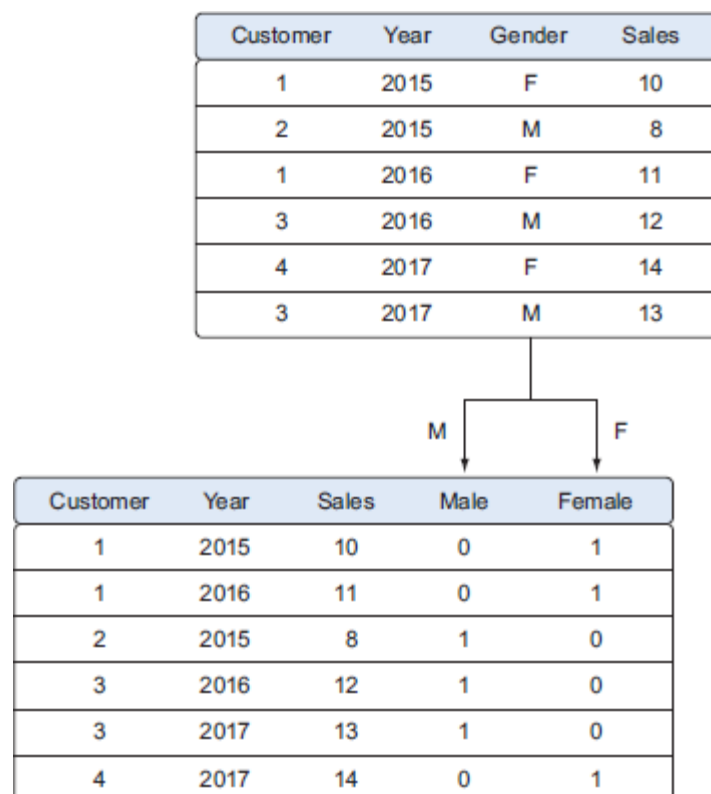 Customer Year Gender Sales
1 2015 F 10
2 2015 M 8
1 2016 F 11
3 2016 M 12
4 2017 F 14
3 2017 M 13
M F
Customer Year Sales Male Female
1 2015 10 0 1
1 2016 11 0 1
2 2015 8 1 0
3 2016 12 1 0
3 2017 13 1 0
4 2017 14 0 1